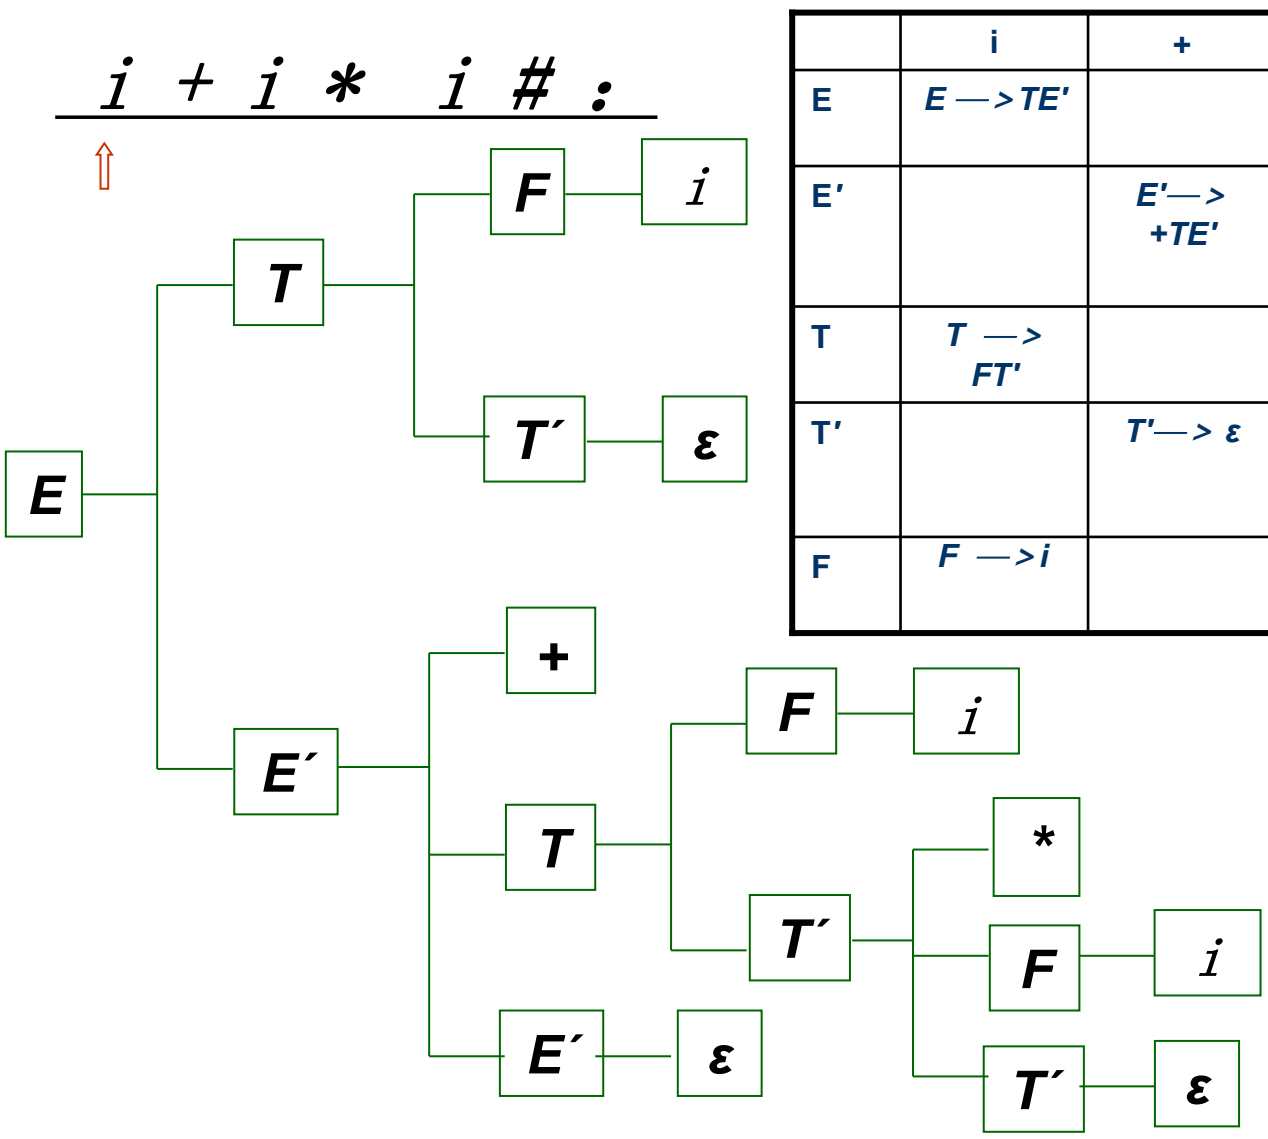 i + i * i # :
i +
E E —> TE′
E′ E′—>
+TE′
T T —>
FT′
T′ T′—> ε
F F —> i
F i
T
T′ ε
E
+
F i
E′
T
*
T′
F i
E′ ε
T′ ε